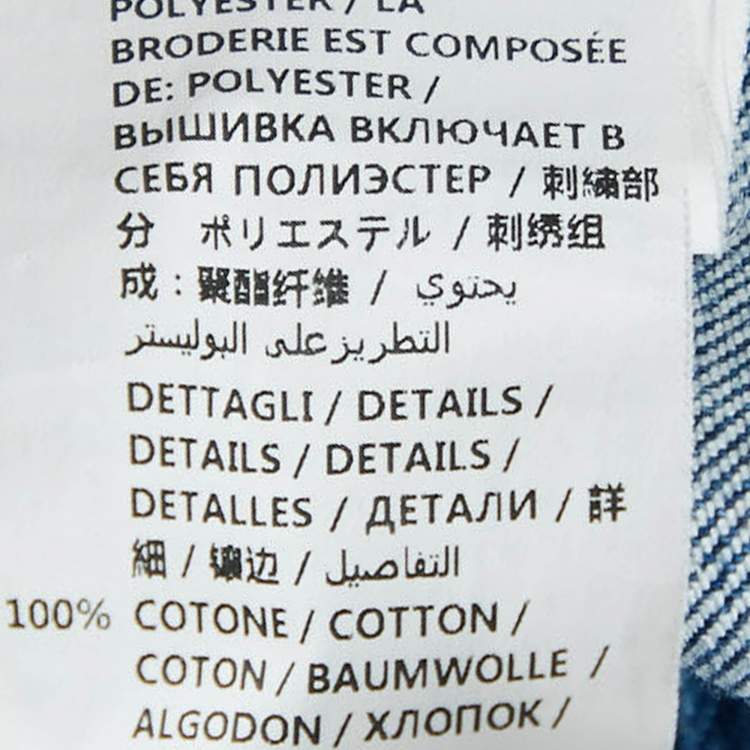 POLYESTER / LA
BRODERIE EST COMPOSÉE
DE: POLYESTER /
ВЫШИВКА ВКЛЮЧАЕТ В
СЕБЯ ПОЛИЭСТЕР / 刺繍部
分 ポリエステル / 刺绣组
成：聚酯纤维 / يحتوي
التطريز على البوليستر
DETTAGLI / DETAILS /
DETAILS / DETAILS /
DETALLES / ДЕТАЛИ / 詳
細 / 镶边 / التفاصيل
100% COTONE / COTTON /
COTON / BAUMWOLLE /
ALGODON / ХЛОПОК /